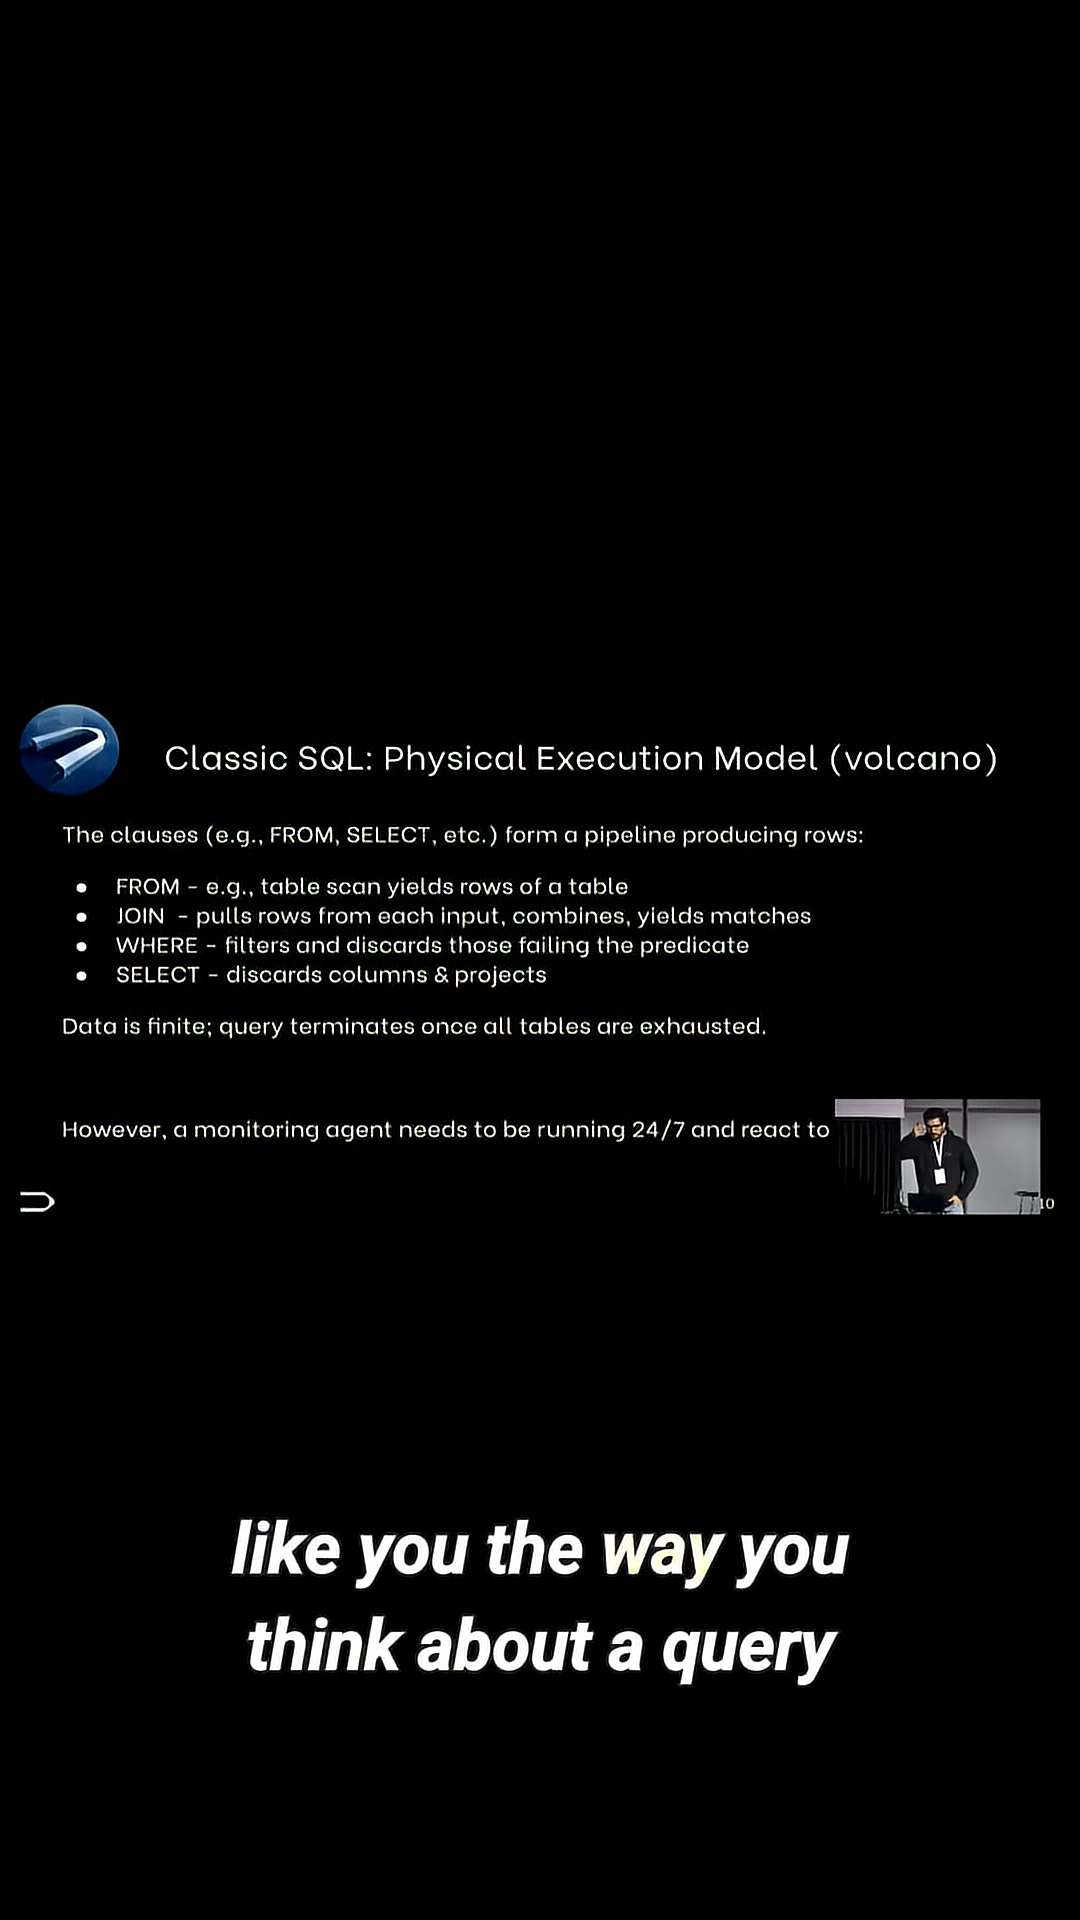 Classic SQL: Physical Execution Model (volcano)
The clauses (e.g., FROM, SELECT, etc.) form a pipeline producing rows:
● FROM - e.g., table scan yields rows of a table
● JOIN - pulls rows from each input, combines, yields matches
● WHERE - filters and discards those failing the predicate
● SELECT - discards columns & projects
Data is finite; query terminates once all tables are exhausted.
However, a monitoring agent needs to be running 24/7 and react to
10
like you the way you
think about a query